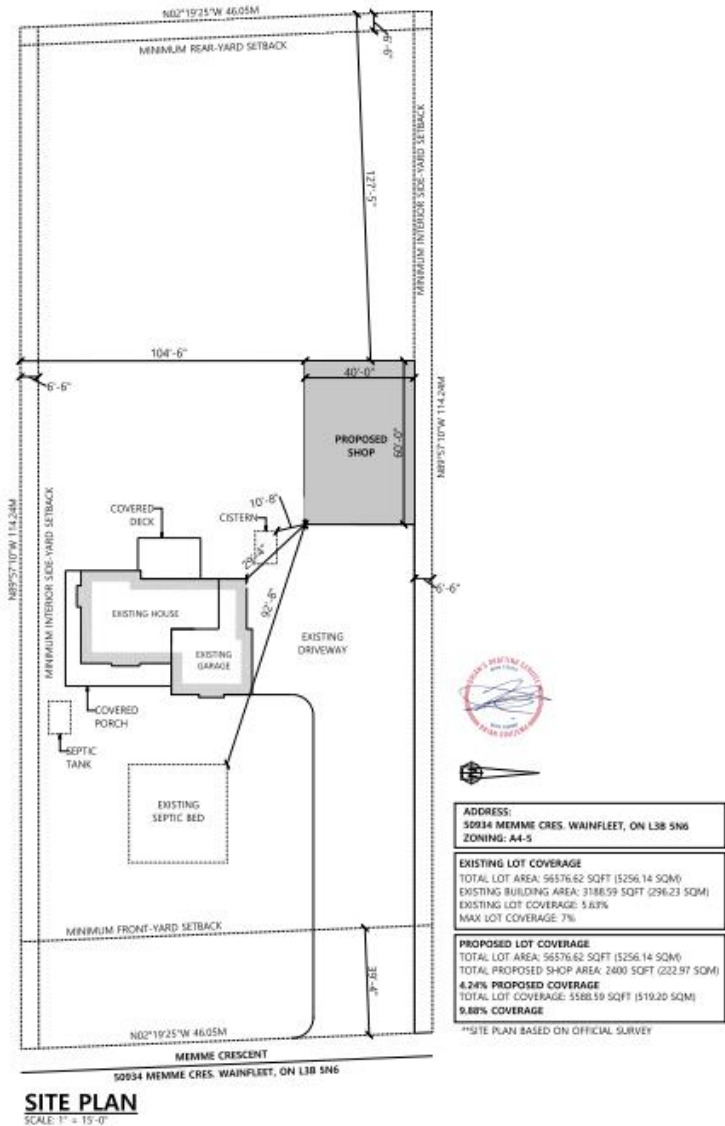 N02°19'25"W 46.05M
MINIMUM REAR-YARD SETBACK
6'-6"
MINIMUM INTERIOR SIDE-YARD SETBACK
127'-5"
104'-6"
40'-0"
6'-6"
PROPOSED
SHOP
60'-0"
N89°57'10"W 114.24M
N89°57'10"W 114.24M
MINIMUM INTERIOR SIDE-YARD SETBACK
COVERED
DECK
CISTERN
10'-8"
92'-8"
6'-6"
EXISTING HOUSE
EXISTING
GARAGE
EXISTING
DRIVEWAY
COVERED
PORCH
SEPTIC
TANK
EXISTING
SEPTIC BED
MINIMUM FRONT-YARD SETBACK
39'-4"
N02°19'25"W 46.05M
MEMME CRESCENT
50934 MEMME CRES. WAINFLEET, ON L3B 5N6
SITE PLAN
SCALE: 1" = 15'-0"
ADDRESS:
50934 MEMME CRES. WAINFLEET, ON L3B 5N6
ZONING: A4-5
EXISTING LOT COVERAGE
TOTAL LOT AREA: 56576.62 SQFT (5256.14 SQM)
EXISTING BUILDING AREA: 3188.59 SQFT (296.23 SQM)
EXISTING LOT COVERAGE: 5.63%
MAX LOT COVERAGE: 7%
PROPOSED LOT COVERAGE
TOTAL LOT AREA: 56576.62 SQFT (5256.14 SQM)
TOTAL PROPOSED SHOP AREA: 2400 SQFT (222.97 SQM)
4.24% PROPOSED COVERAGE
TOTAL LOT COVERAGE: 5588.59 SQFT (519.20 SQM)
9.88% COVERAGE
**SITE PLAN BASED ON OFFICIAL SURVEY